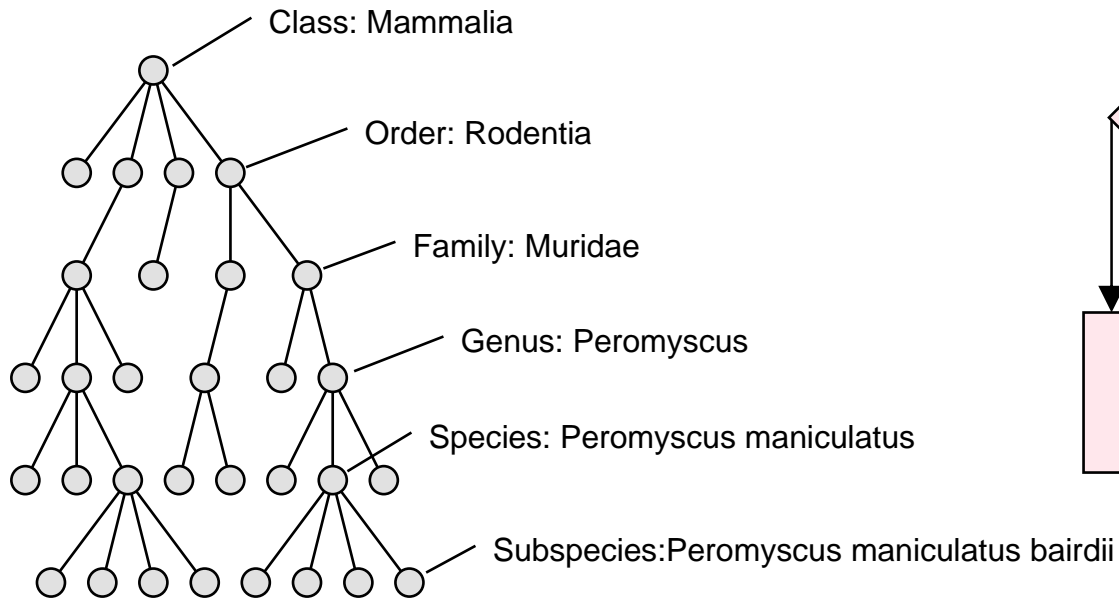 Class: Mammalia
Order: Rodentia
Family: Muridae
Genus: Peromyscus
Species: Peromyscus maniculatus
Subspecies:Peromyscus maniculatus bairdii